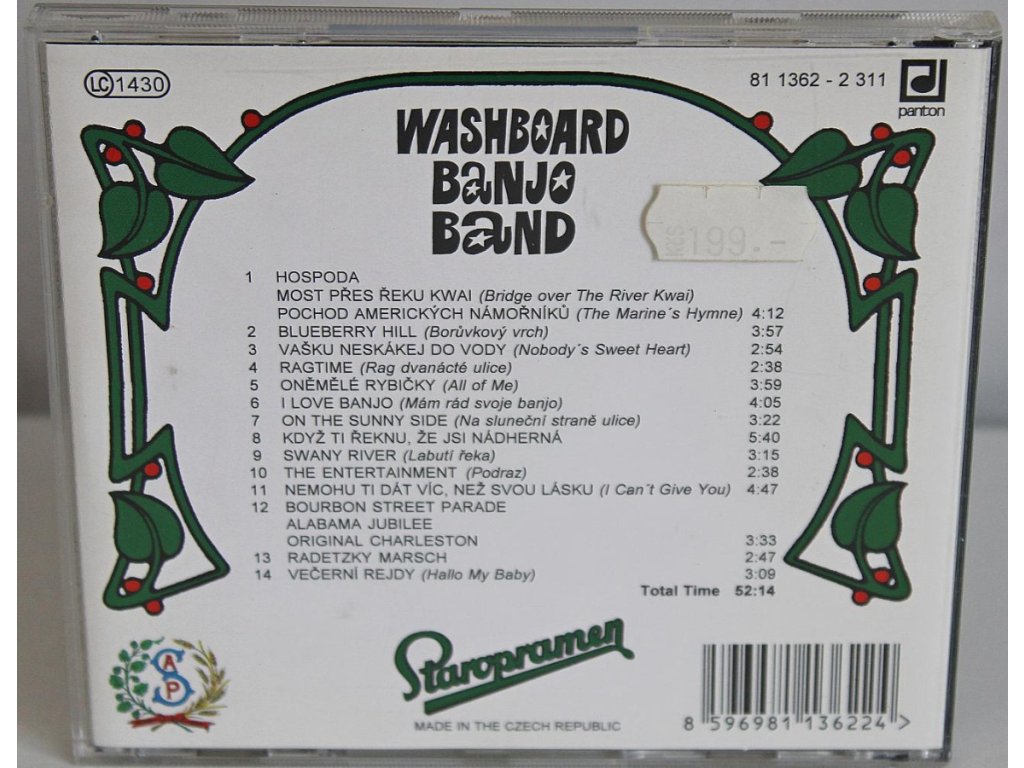 LC 1430
81 1362 - 2 311
panton
WASHBOARD
BANJO
BAND
K&S 199.-
1 HOSPODA
MOST PŘES ŘEKU KWAI (Bridge over The River Kwai)
POCHOD AMERICKÝCH NÁMOŘNÍKŮ (The Marine´s Hymne) 4:12
2 BLUEBERRY HILL (Borůvkový vrch) 3:57
3 VAŠKU NESKÁKEJ DO VODY (Nobody´s Sweet Heart) 2:54
4 RAGTIME (Rag dvanácté ulice) 2:38
5 ONĚMĚLÉ RYBIČKY (All of Me) 3:59
6 I LOVE BANJO (Mám rád svoje banjo) 4:05
7 ON THE SUNNY SIDE (Na sluneční straně ulice) 3:22
8 KDYŽ TI ŘEKNU, ŽE JSI NÁDHERNÁ 5:40
9 SWANY RIVER (Labutí řeka) 3:15
10 THE ENTERTAINMENT (Podraz) 2:38
11 NEMOHU TI DÁT VÍC, NEŽ SVOU LÁSKU (I Can´t Give You) 4:47
12 BOURBON STREET PARADE
ALABAMA JUBILEE
ORIGINAL CHARLESTON 3:33
13 RADETZKY MARSCH 2:47
14 VEČERNÍ REJDY (Hallo My Baby) 3:09
Total Time 52:14
A S P
Staropramen
MADE IN THE CZECH REPUBLIC
8 596981 136224 >